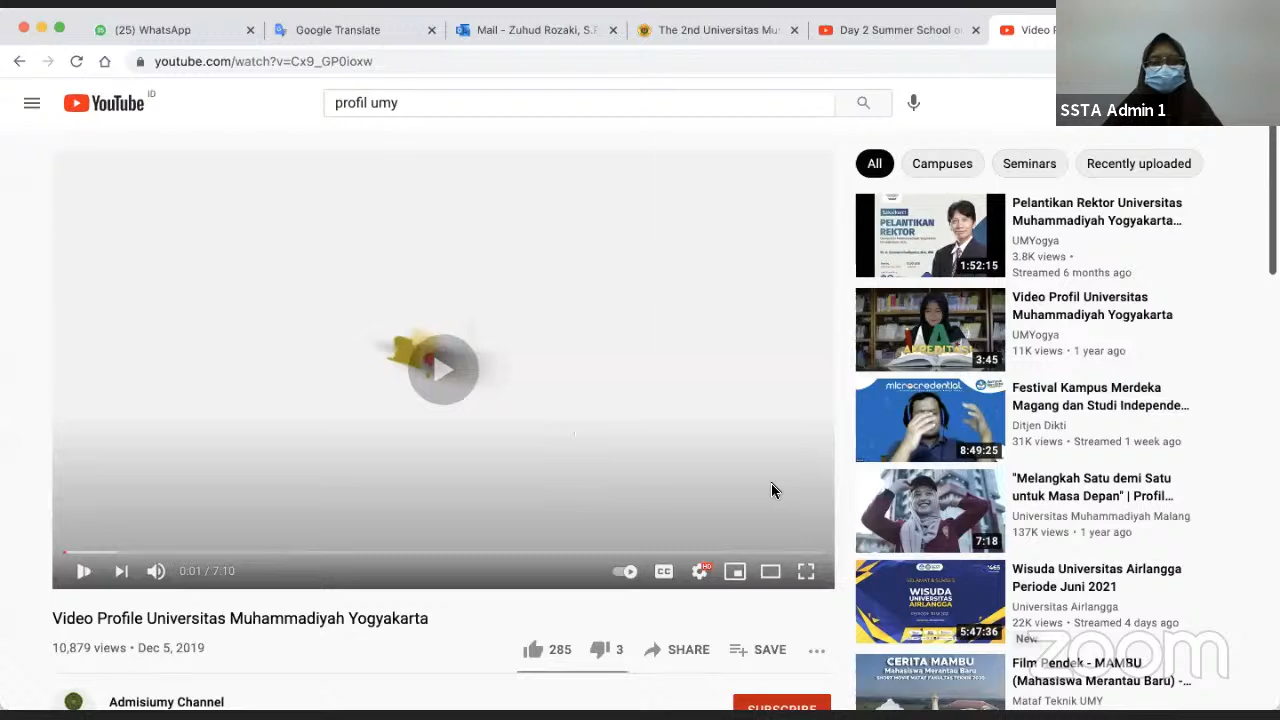 (25) WhatsApp
Google Translate
Mail - Zuhud Rozaki, S.P.
The 2nd Universitas Mu
Day 2 Summer School o
Video P
youtube.com/watch?v=Cx9_GP0ioxw
YouTube ID
profil umy
SSTA Admin 1
All
Campuses
Seminars
Recently uploaded
PELANTIKAN
REKTOR
1:52:15
Pelantikan Rektor Universitas
Muhammadiyah Yogyakarta...
UMYogya
3.8K views •
Streamed 6 months ago
AKREDITASI
3:45
Video Profil Universitas
Muhammadiyah Yogyakarta
UMYogya
11K views • 1 year ago
microcredential
8:49:25
Festival Kampus Merdeka
Magang dan Studi Independe...
Ditjen Dikti
31K views • Streamed 1 week ago
7:18
"Melangkah Satu demi Satu
untuk Masa Depan" | Profil...
Universitas Muhammadiyah Malang
137K views • 1 year ago
SELAMAT & SUKSES
WISUDA
UNIVERSITAS
AIRLANGGA
5:47:36
Wisuda Universitas Airlangga
Periode Juni 2021
Universitas Airlangga
22K views • Streamed 4 days ago
New
CERITA MAMBU
Film Pendek - MAMBU
(Mahasiswa Merantau Baru) -...
Mataf Teknik UMY
0:01 / 7:10
CC
HD
Video Profile Universitas Muhammadiyah Yogyakarta
10,879 views • Dec 5, 2019
285
3
SHARE
SAVE
Admisiumy Channel
SUBSCRIBE
zoom